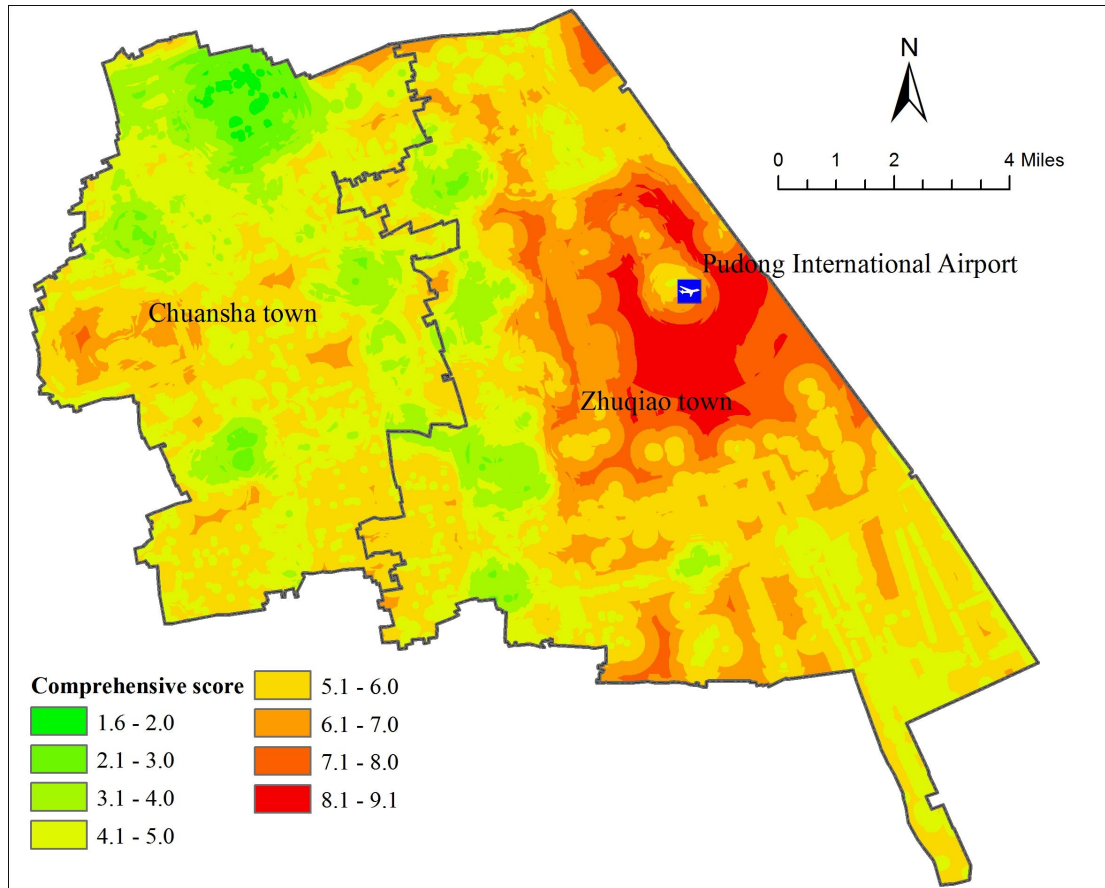 N
0 1 2 4 Miles
Pudong International Airport
Chuansha town
Zhuqiao town
Comprehensive score
1.6 - 2.0
2.1 - 3.0
3.1 - 4.0
4.1 - 5.0
5.1 - 6.0
6.1 - 7.0
7.1 - 8.0
8.1 - 9.1